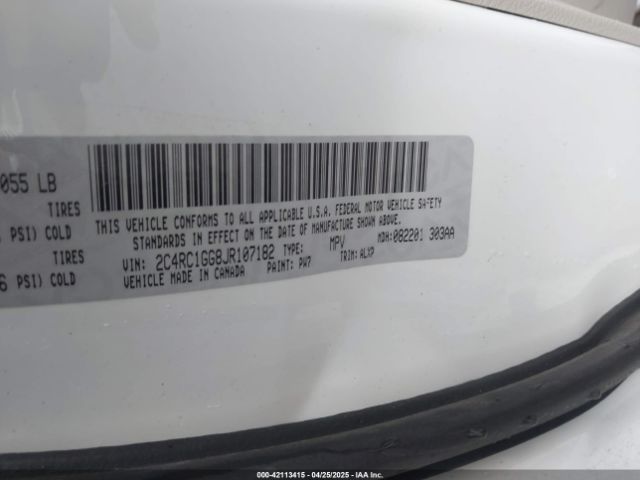 055 LB
TIRES
PSI) COLD
TIRES
6 PSI) COLD
THIS VEHICLE CONFORMS TO ALL APPLICABLE U.S.A. FEDERAL MOTOR VEHICLE SAFETY
STANDARDS IN EFFECT ON THE DATE OF MANUFACTURE SHOWN ABOVE.
VIN: 2C4RC1GG8JR107182 TYPE: MPV MDH:082201 303AA
VEHICLE MADE IN CANADA PAINT: PW7 TRIM: ALX9
000-42113415 - 04/25/2025 - IAA Inc.